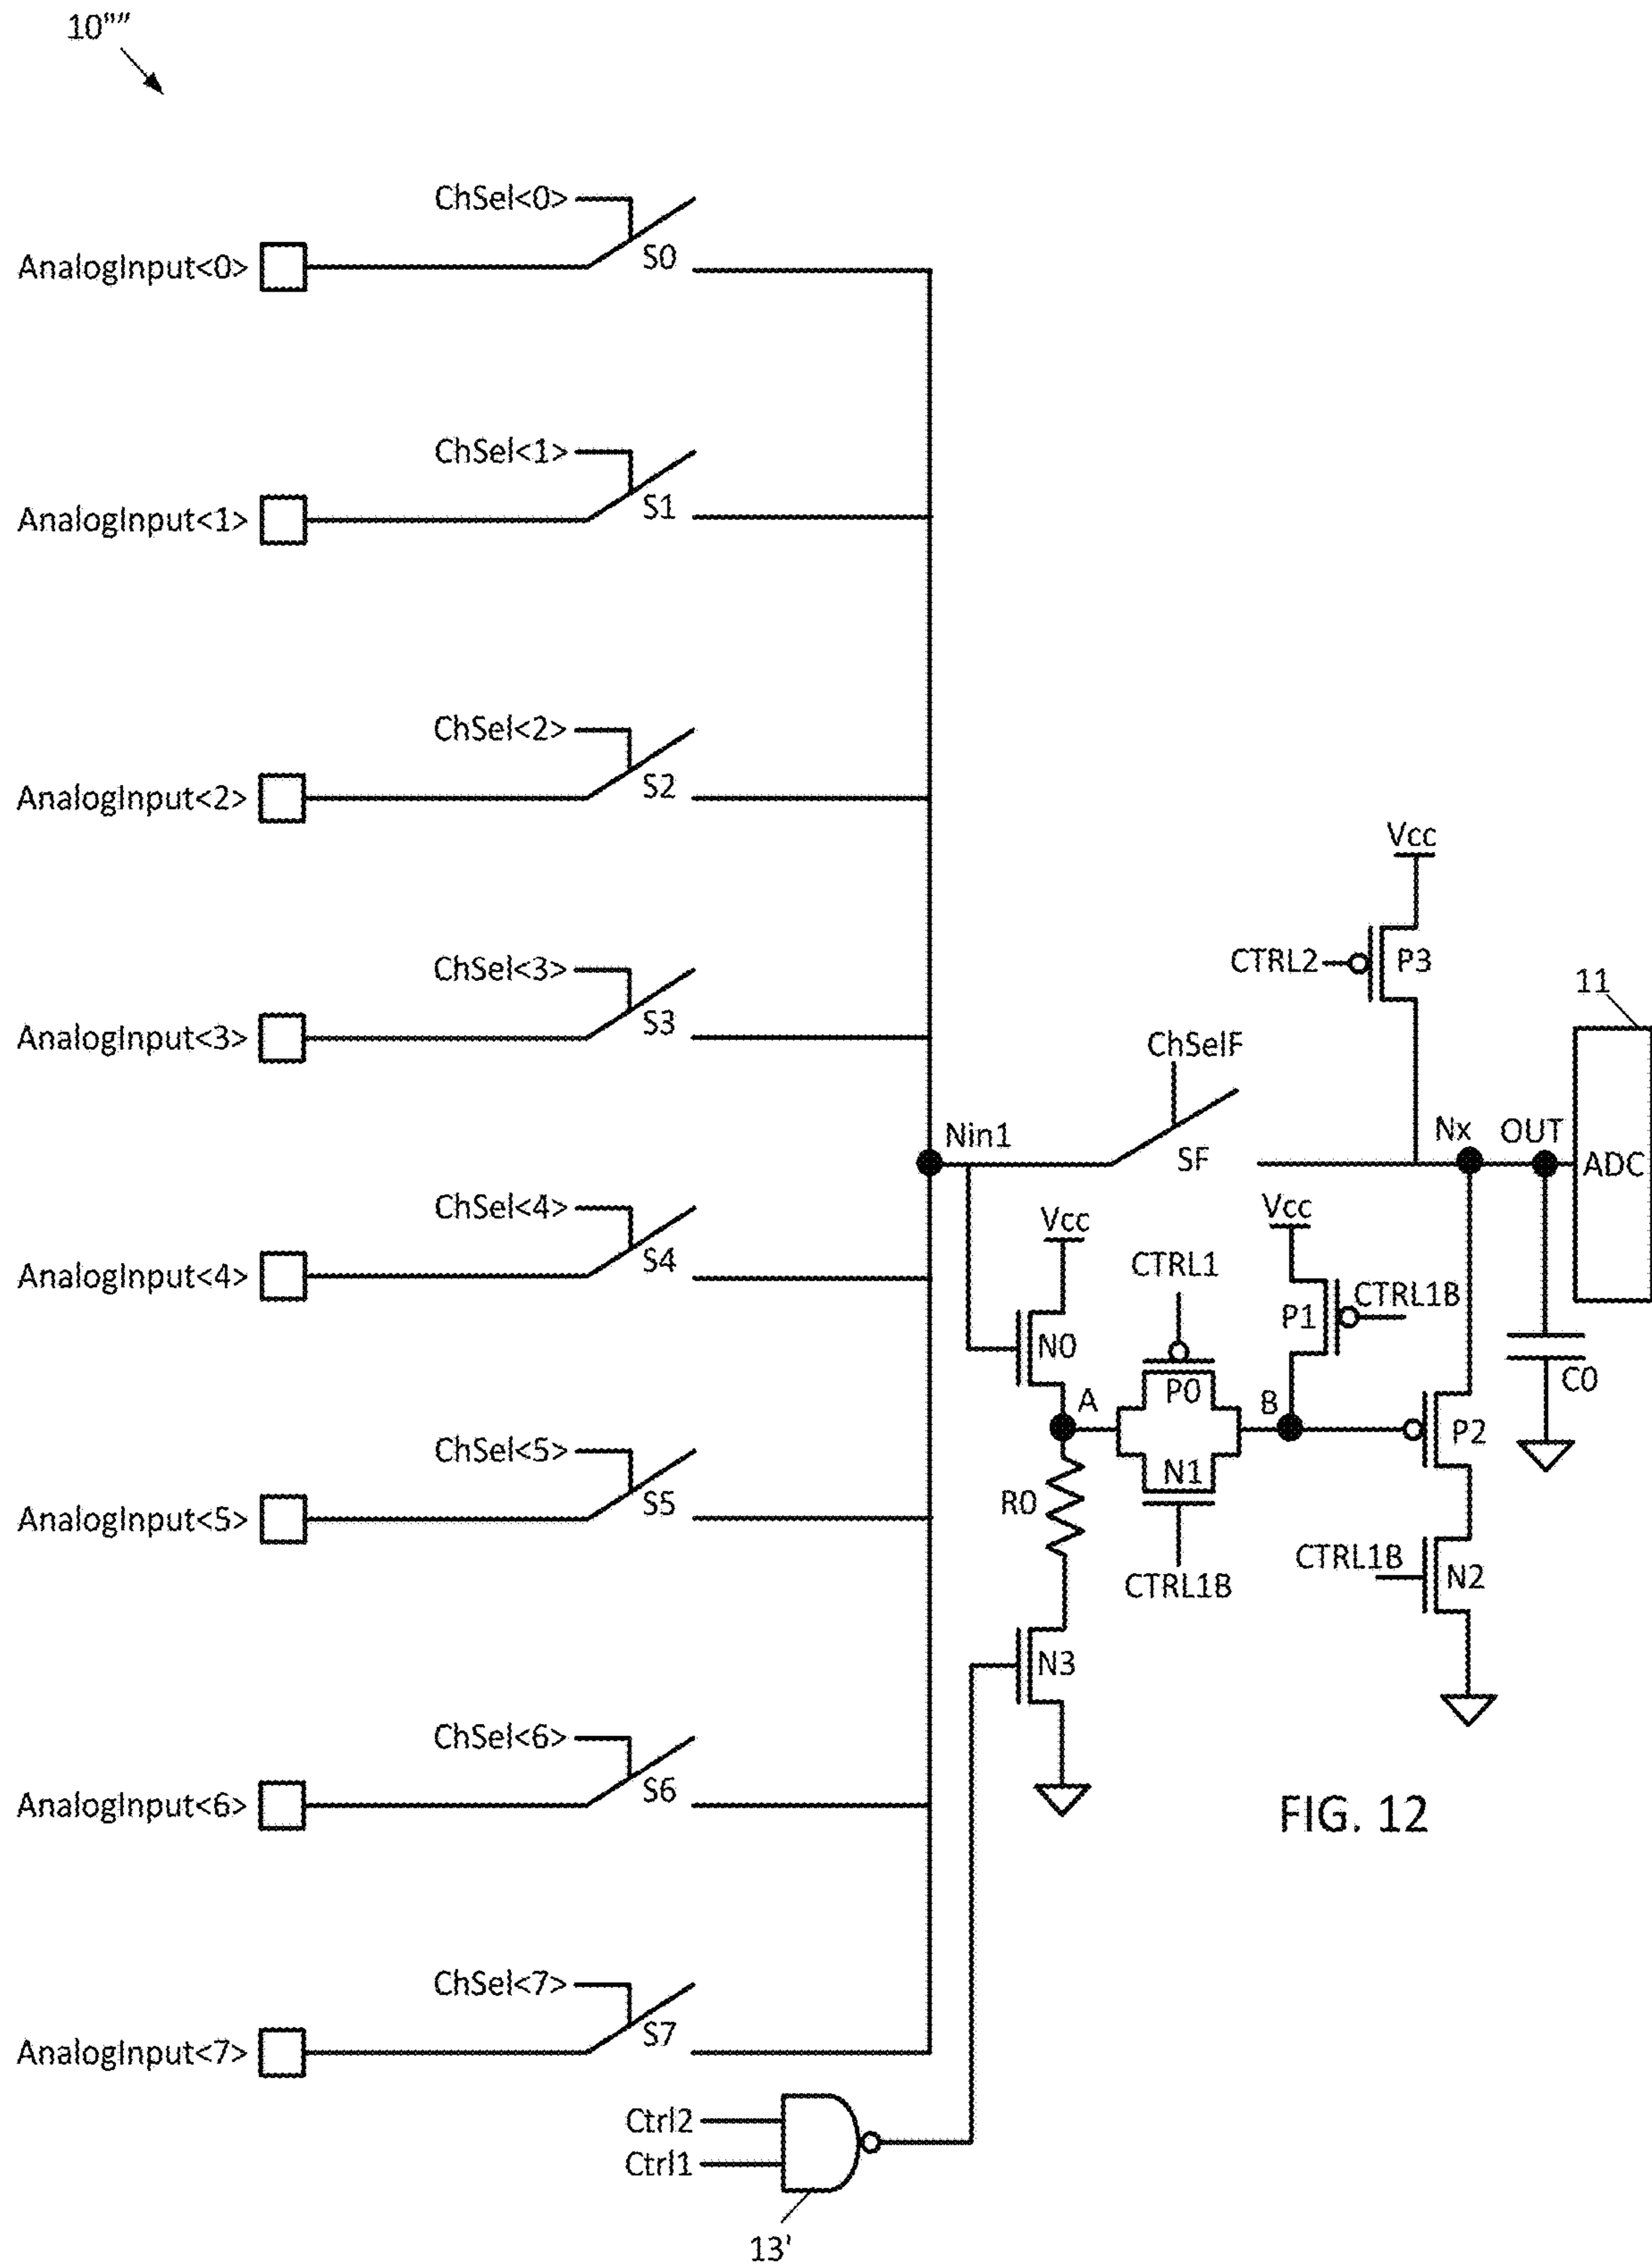 10""
ChSel<0>
S0
AnalogInput<0>
ChSel<1>
S1
AnalogInput<1>
ChSel<2>
S2
AnalogInput<2>
Vcc
ChSel<3>
CTRL2
P3
11
S3
AnalogInput<3>
ChSelF
Nin1
SF
Nx
OUT
ADC
ChSel<4>
Vcc
Vcc
S4
AnalogInput<4>
CTRL1
P1
CTRL1B
N0
C0
A
P0
B
P2
ChSel<5>
N1
S5
AnalogInput<5>
R0
CTRL1B
CTRL1B
N2
N3
ChSel<6>
S6
AnalogInput<6>
FIG. 12
ChSel<7>
S7
AnalogInput<7>
Ctrl2
Ctrl1
13'